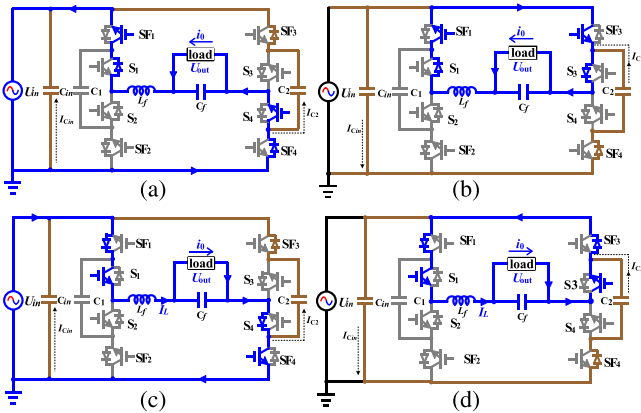 i0
load
Uout
SF1
SF3
S1
S3
Uin
Cin
C1
Lf
Cf
C2
S2
S4
ICin
IC2
SF2
SF4
(a)
i0
load
Uout
SF1
SF3
IC
S1
S3
Uin
Cin
C1
Lf
Cf
C2
S2
S4
ICin
SF2
SF4
(b)
i0
load
Uout
SF1
SF3
S1
S3
Uin
Cin
C1
Lf
IL
Cf
C2
S2
S4
ICin
IC2
SF2
SF4
(c)
i0
load
Uout
SF1
SF3
IC
S1
S3
Uin
Cin
C1
Lf
IL
Cf
C2
S2
S4
ICin
SF2
SF4
(d)